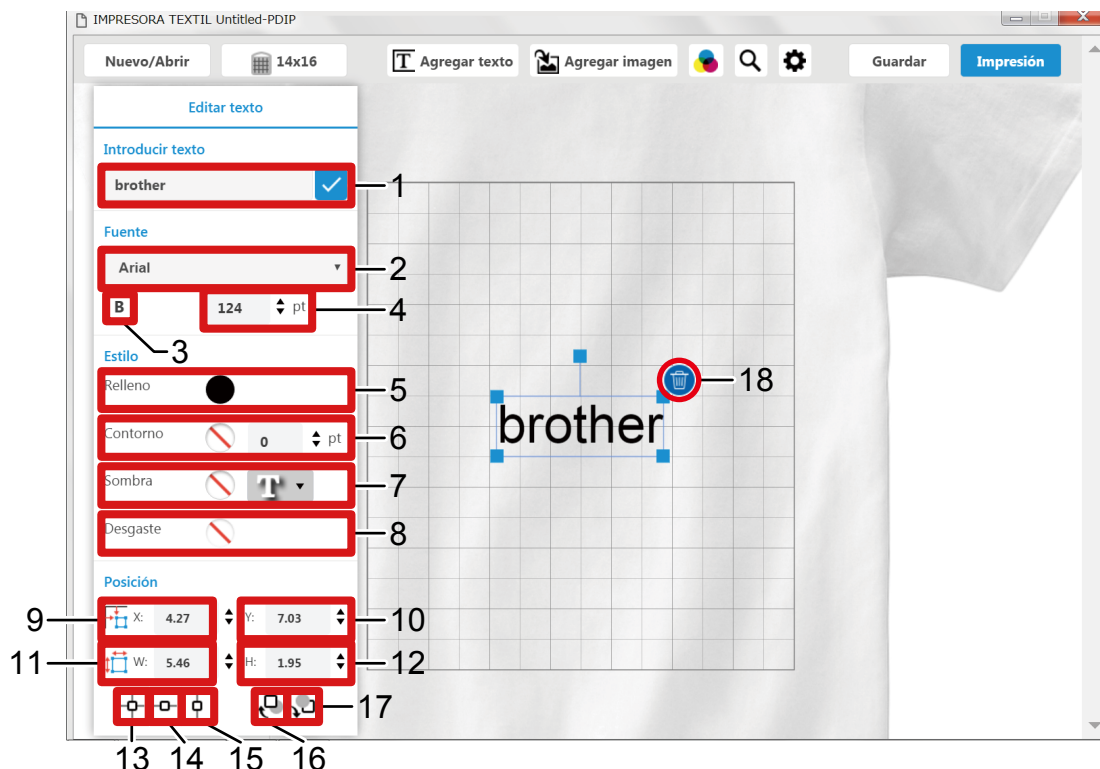 IMPRESORA TEXTIL Untitled-PDIP
Nuevo/Abrir 14x16 T Agregar texto Agregar imagen Guardar Impresión
Editar texto
Introducir texto
brother 1
Fuente
Arial 2
B 124 pt 4
3
Estilo
Relleno 5
Contorno 0 pt 6
Sombra T 7
Desgaste 8
brother
18
Posición
9 X: 4.27 Y: 7.03 10
11 W: 5.46 H: 1.95 12
17
13 14 15 16